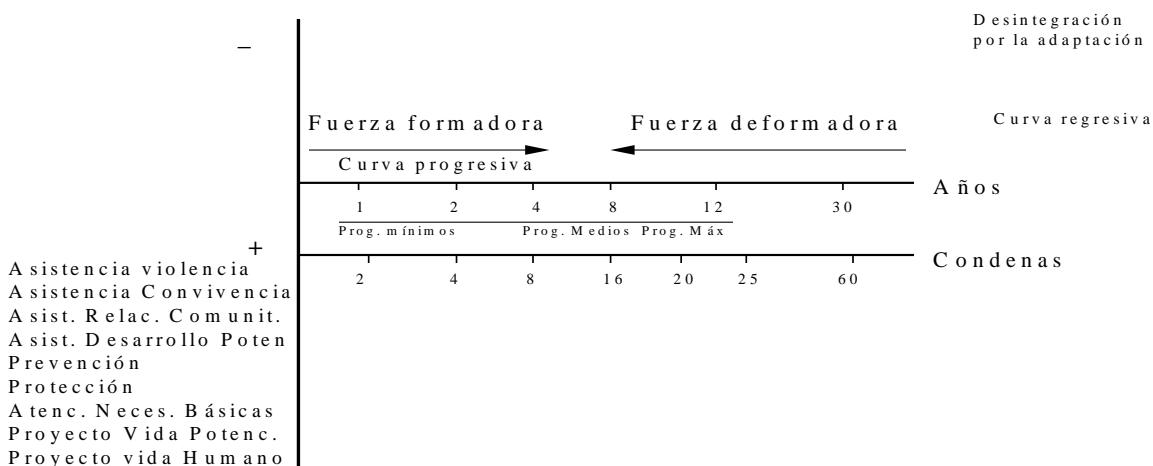 Desintegración
por la adaptación
–
Fuerza formadora
Fuerza deformadora
Curva regresiva
Curva progresiva
Años
1 2 4 8 12 30
Prog. mínimos Prog. Medios Prog. Máx
+
Condenas
2 4 8 16 20 25 60
Asistencia violencia
Asistencia Convivencia
Asist. Relac. Comunit.
Asist. Desarrollo Poten
Prevención
Protección
Atenc. Neces. Básicas
Proyecto Vida Potenc.
Proyecto vida Humano